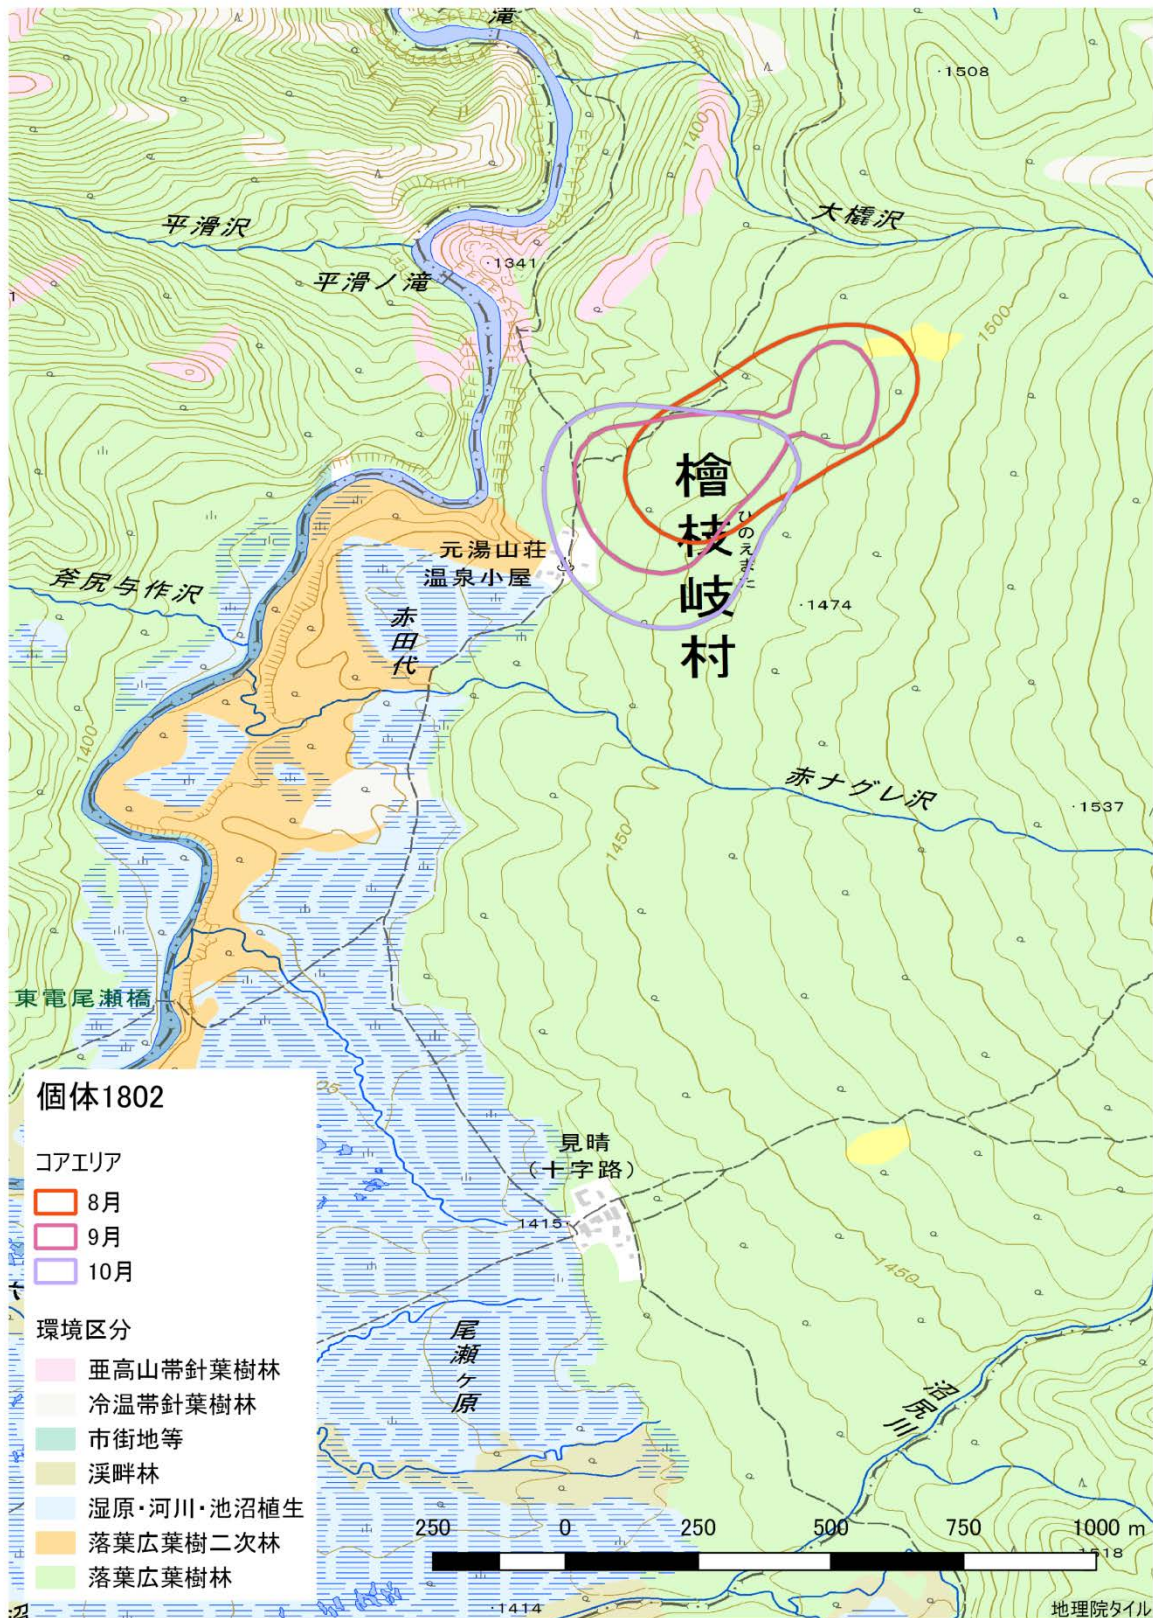 滝
・1508
1400
大橇沢
平滑沢
・1341
平滑ノ滝
1500
檜枝岐村
ひのえまた
元湯山荘
温泉小屋
斧尻与作沢
赤田代
・1474
1400
赤ナグレ沢
・1537
1450
東電尾瀬橋
個体1802
コアエリア
8月
9月
10月
見晴
(十字路)
1415・
1450
尾瀬ヶ原
沼尻川
環境区分
亜高山帯針葉樹林
冷温帯針葉樹林
市街地等
渓畔林
湿原・河川・池沼植生
落葉広葉樹二次林
落葉広葉樹林
250 0 250 500 750 1000 m
・1414
地理院タイル